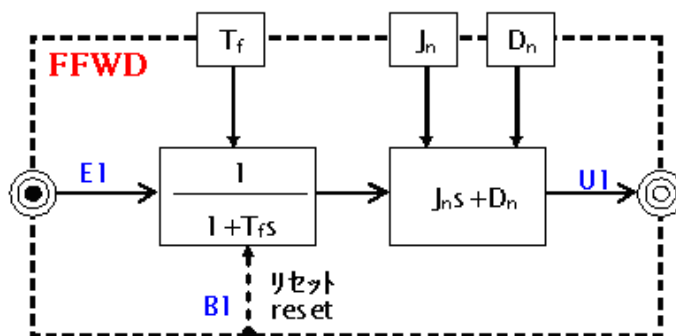 FFWD
Tf
Jn
Dn
E1
1
1+Tfs
Jns+Dn
U1
B1
リセット
reset